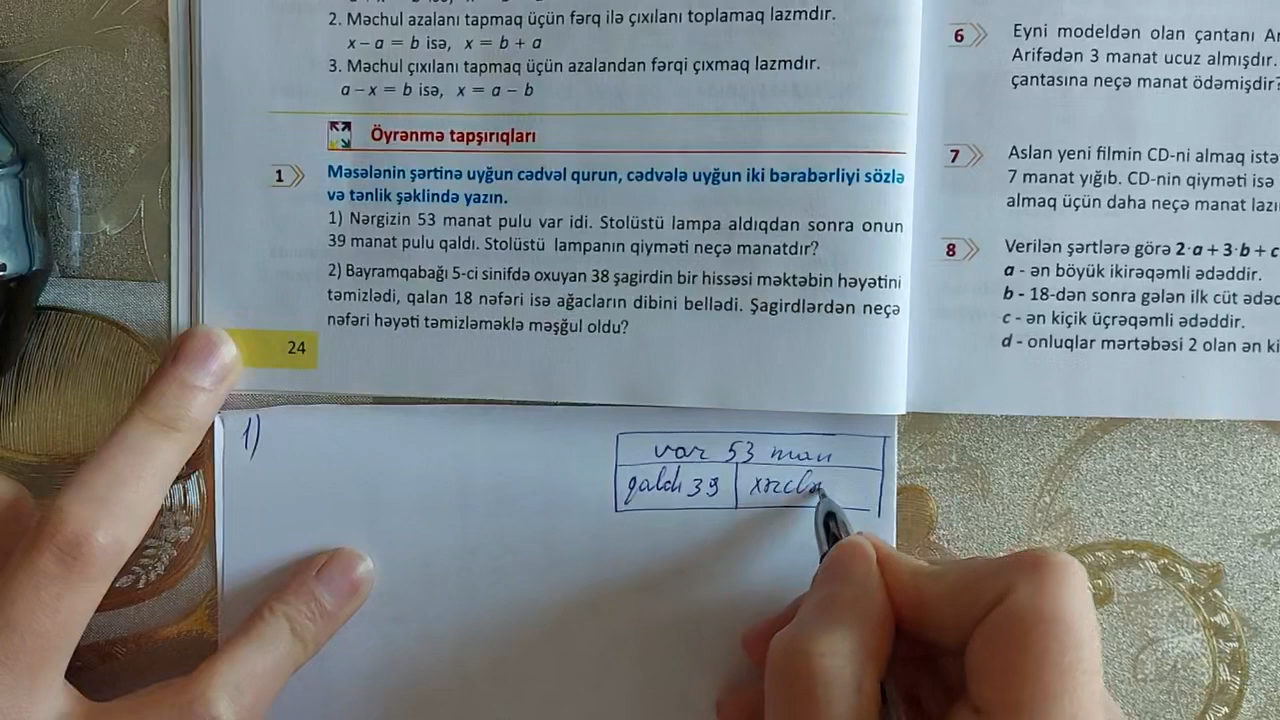 2. Məchul azalanı tapmaq üçün fərq ilə çıxılanı toplamaq lazımdır.
x – a = b isə, x = b + a
3. Məchul çıxılanı tapmaq üçün azalandan fərqi çıxmaq lazımdır.
a – x = b isə, x = a – b
Öyrənmə tapşırıqları
1 Məsələnin şərtinə uyğun cədvəl qurun, cədvələ uyğun iki bərabərliyi sözlə
və tənlik şəklində yazın.
1) Nərgizin 53 manat pulu var idi. Stolüstü lampa aldıqdan sonra onun
39 manat pulu qaldı. Stolüstü lampanın qiyməti neçə manatdır?
2) Bayramqabağı 5-ci sinifdə oxuyan 38 şagirdin bir hissəsi məktəbin həyətini
təmizlədi, qalan 18 nəfəri isə ağacların dibini bellədi. Şagirdlərdən neçə
nəfəri həyəti təmizləməklə məşğul oldu?
24
6 Eyni modeldən olan çantanı
Arifədən 3 manat ucuz almışdır.
çantasına neçə manat ödəmişdir?
7 Aslan yeni filmin CD-ni almaq
7 manat yığıb. CD-nin qiyməti isə
almaq üçün daha neçə manat
8 Verilən şərtlərə görə 2·a + 3·b + c
a - ən böyük ikirəqəmli ədəddir.
b - 18-dən sonra gələn ilk cüt
c - ən kiçik üçrəqəmli ədəddir.
d - onluqlar mərtəbəsi 2 olan ən
1)
var 53 man
qaldı 39